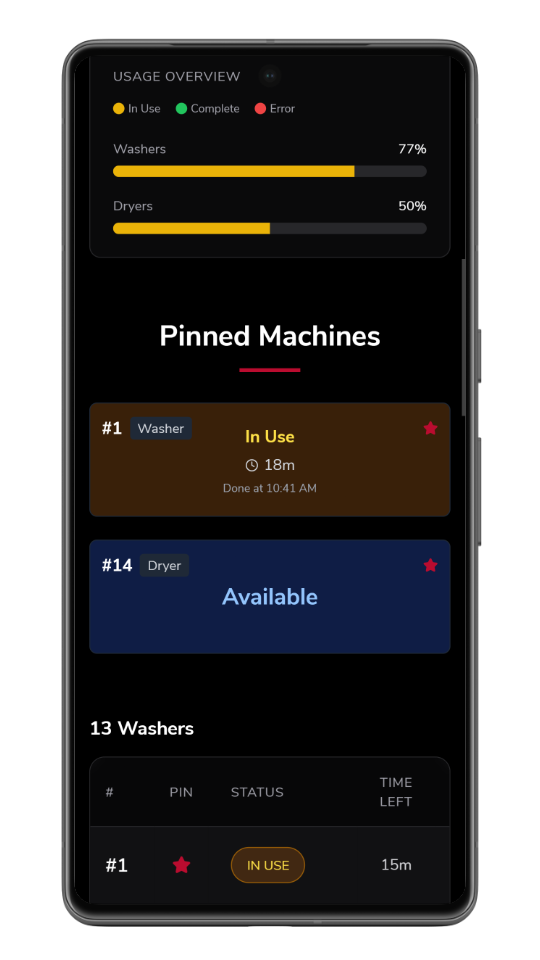 USAGE OVERVIEW
In Use Complete Error
Washers 77%
Dryers 50%
Pinned Machines
#1 Washer
In Use
18m
Done at 10:41 AM
#14 Dryer
Available
13 Washers
# PIN STATUS TIME LEFT
#1 IN USE 15m